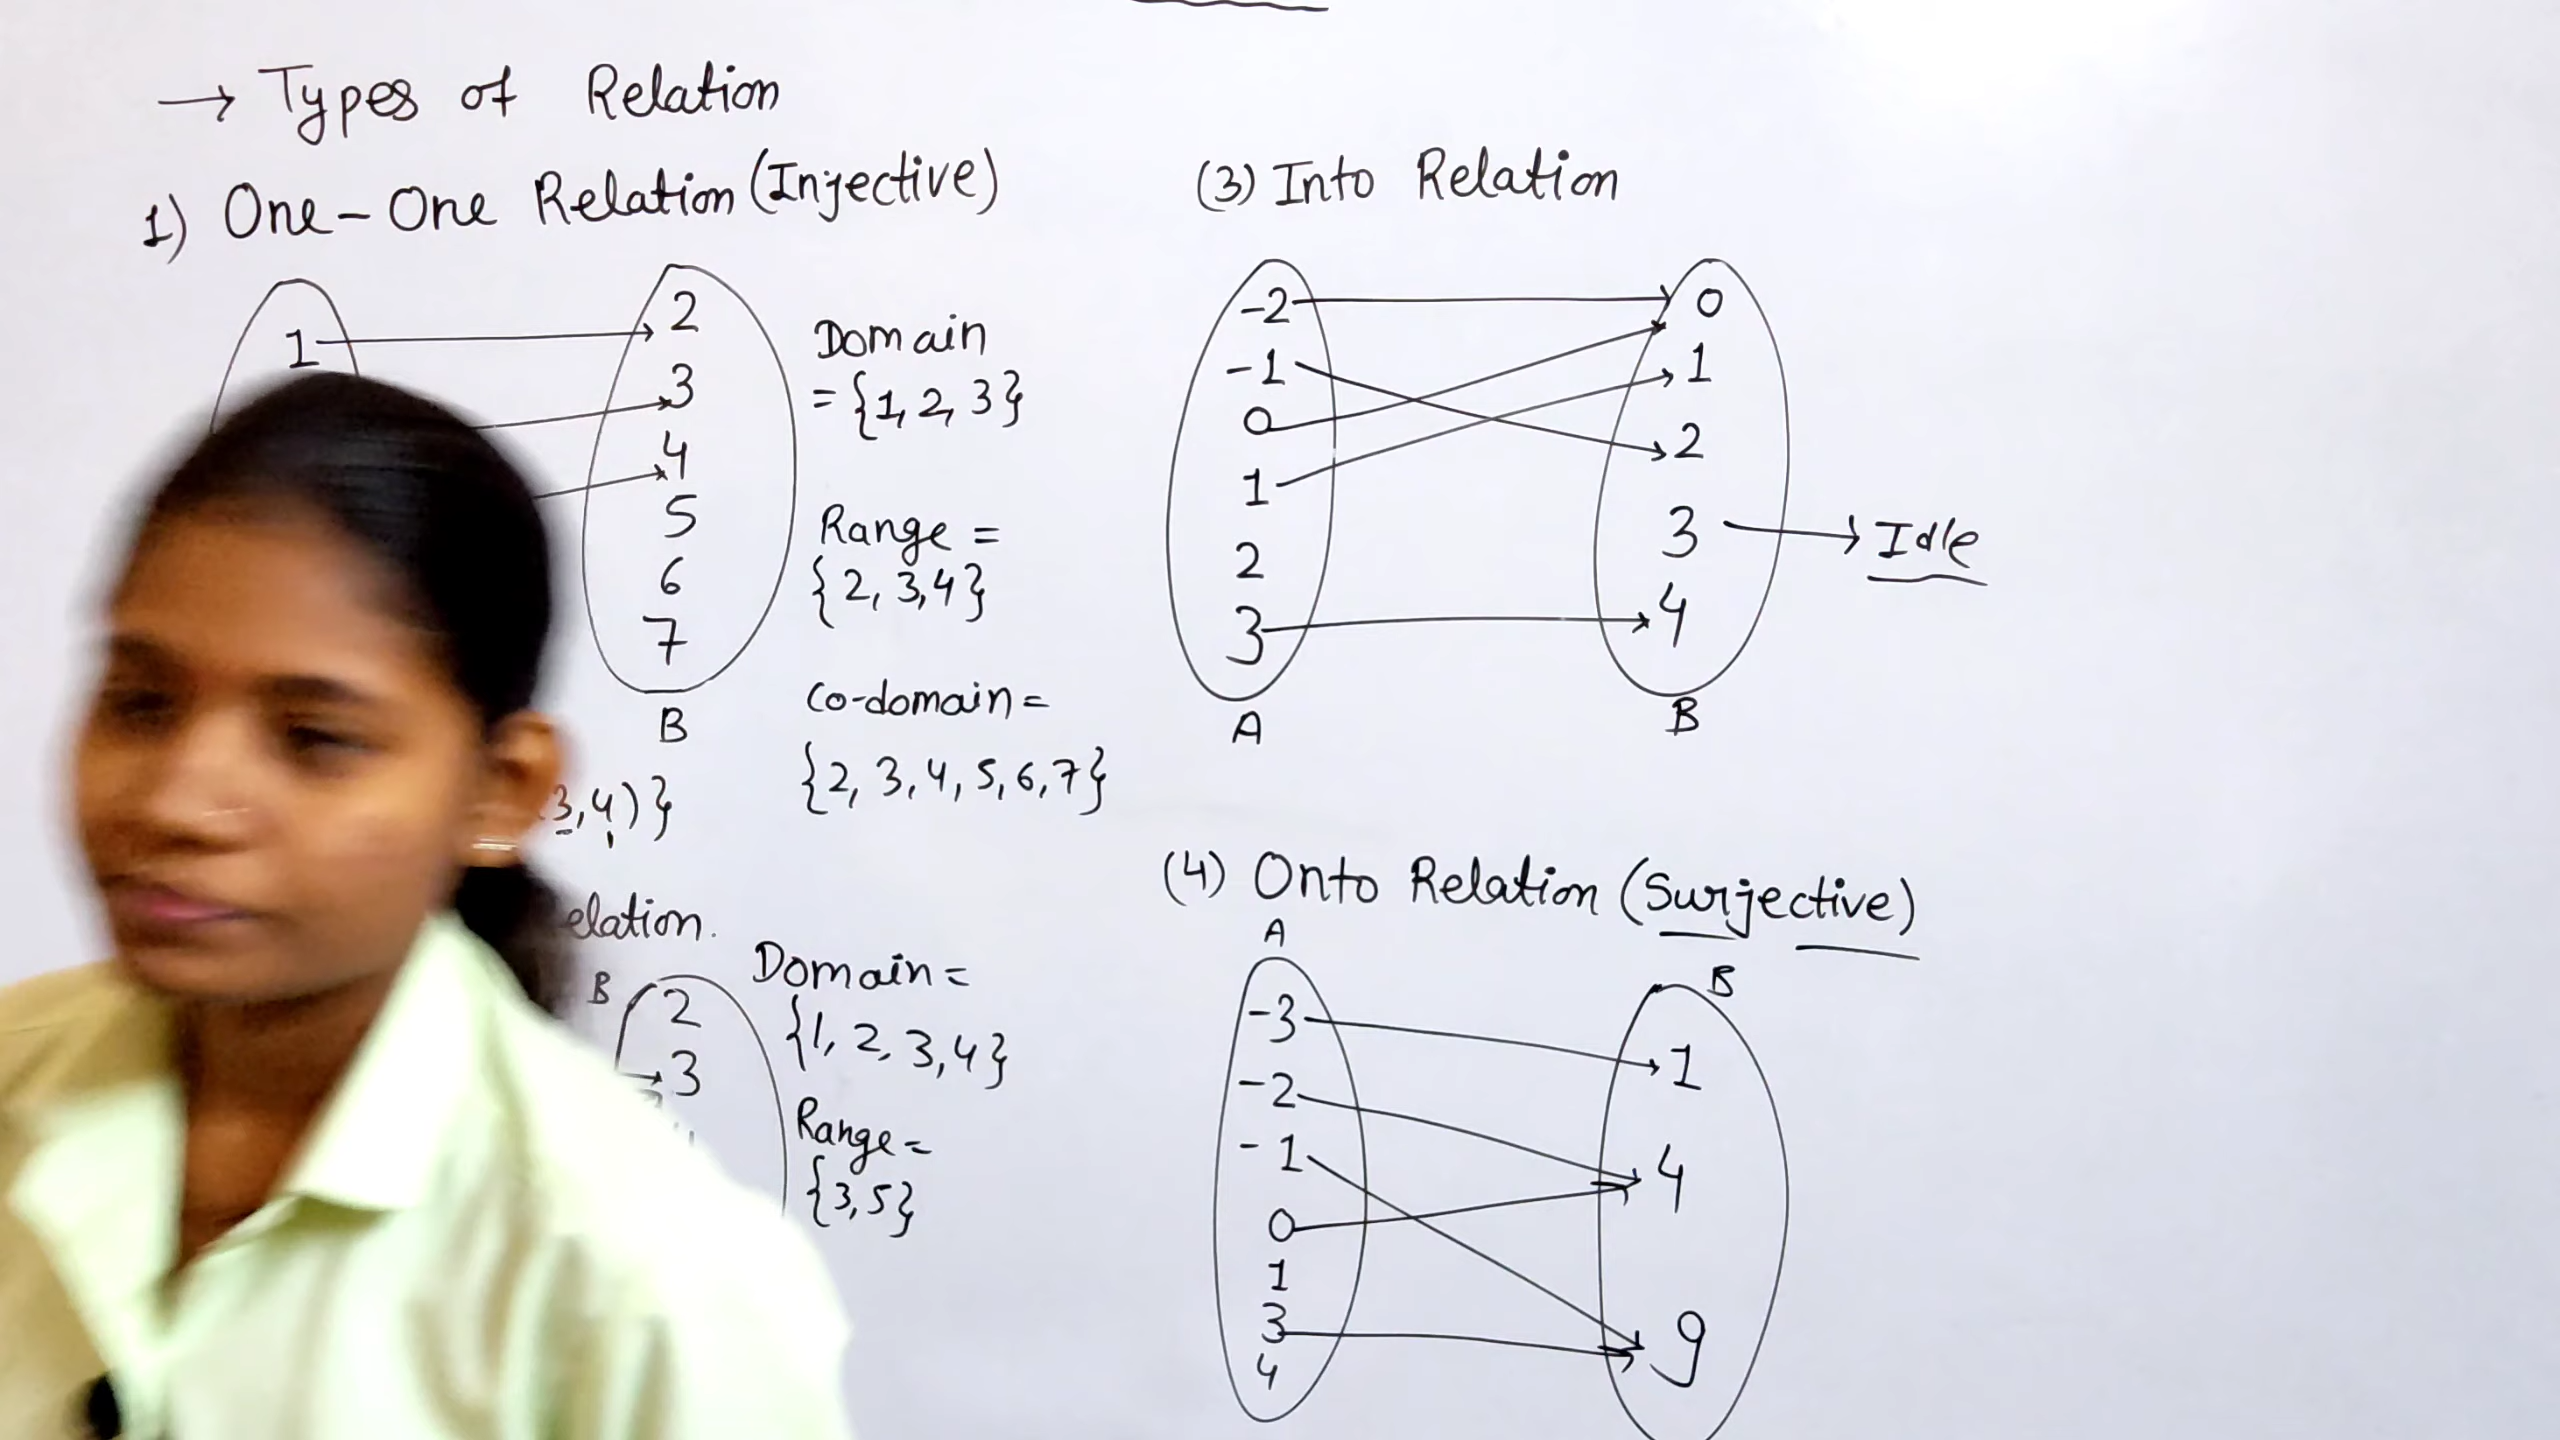 → Types of Relation
1) One-One Relation (Injective)
1
2
3
4
5
6
7
B
Domain
= {1, 2, 3}
Range =
{2, 3, 4}
Co-domain =
{2, 3, 4, 5, 6, 7}
3, 4)}
elation.
B
2
3
Domain =
{1, 2, 3, 4}
Range =
{3, 5}
(3) Into Relation
-2
-1
0
1
2
3
A
0
1
2
3 → Idle
4
B
(4) Onto Relation (Surjective)
A
-3
-2
-1
0
1
3
4
B
1
4
9